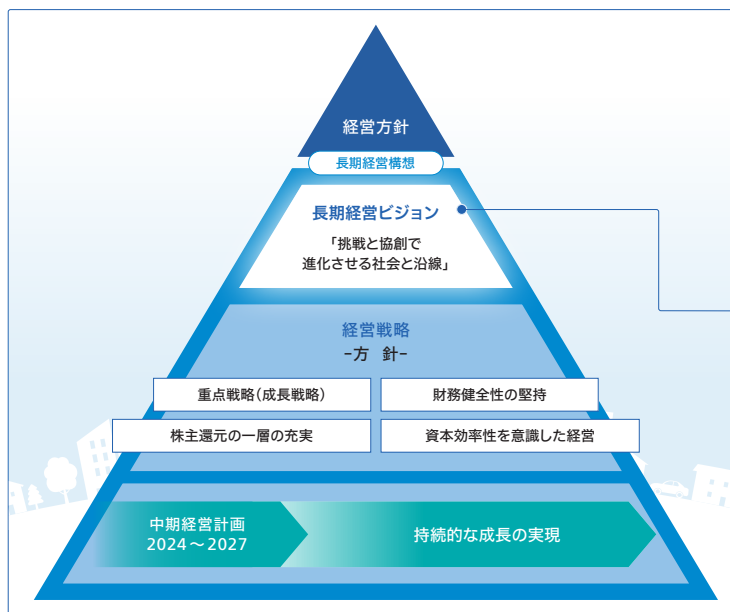 経営方針
長期経営構想
長期経営ビジョン
「挑戦と協創で
進化させる社会と沿線」
経営戦略
-方 針-
重点戦略(成長戦略)
財務健全性の堅持
株主還元の一層の充実
資本効率性を意識した経営
中期経営計画
2024~2027
持続的な成長の実現